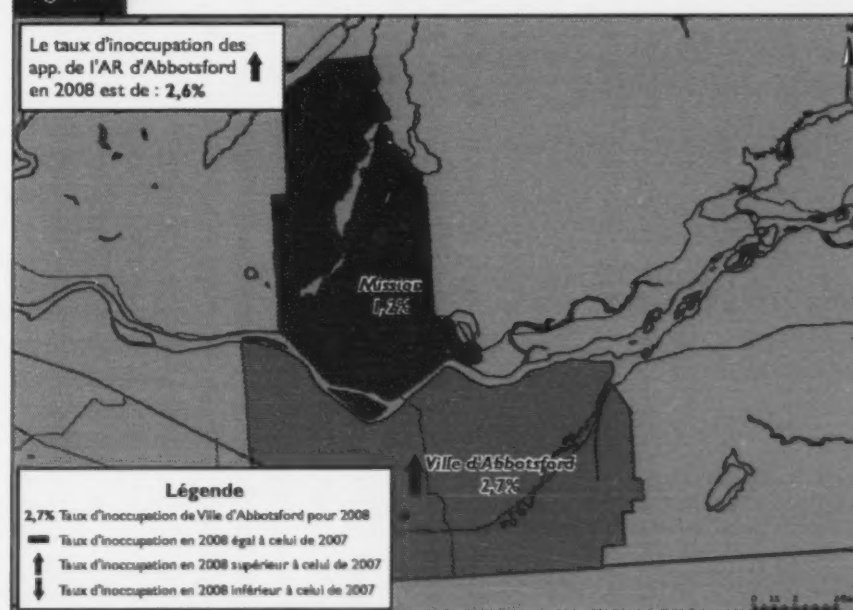 Le taux d'inoccupation des
app. de l'AR d'Abbotsford
en 2008 est de : 2,6%
Mission
1,2%
Ville d'Abbotsford
2,7%
Légende
2,7% Taux d'inoccupation de Ville d'Abbotsford pour 2008
Taux d'inoccupation en 2008 égal à celui de 2007
Taux d'inoccupation en 2008 supérieur à celui de 2007
Taux d'inoccupation en 2008 inférieur à celui de 2007